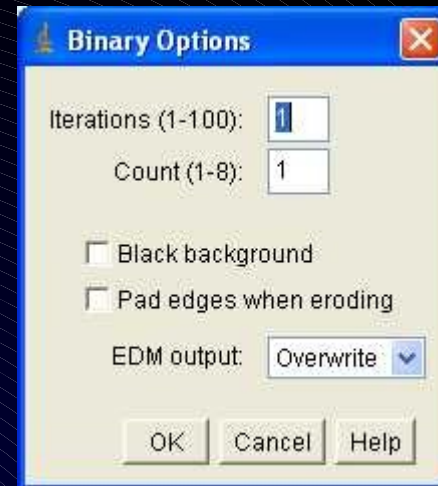 Binary Options
Iterations (1-100): 1
Count (1-8): 1
Black background
Pad edges when eroding
EDM output: Overwrite
OK Cancel Help